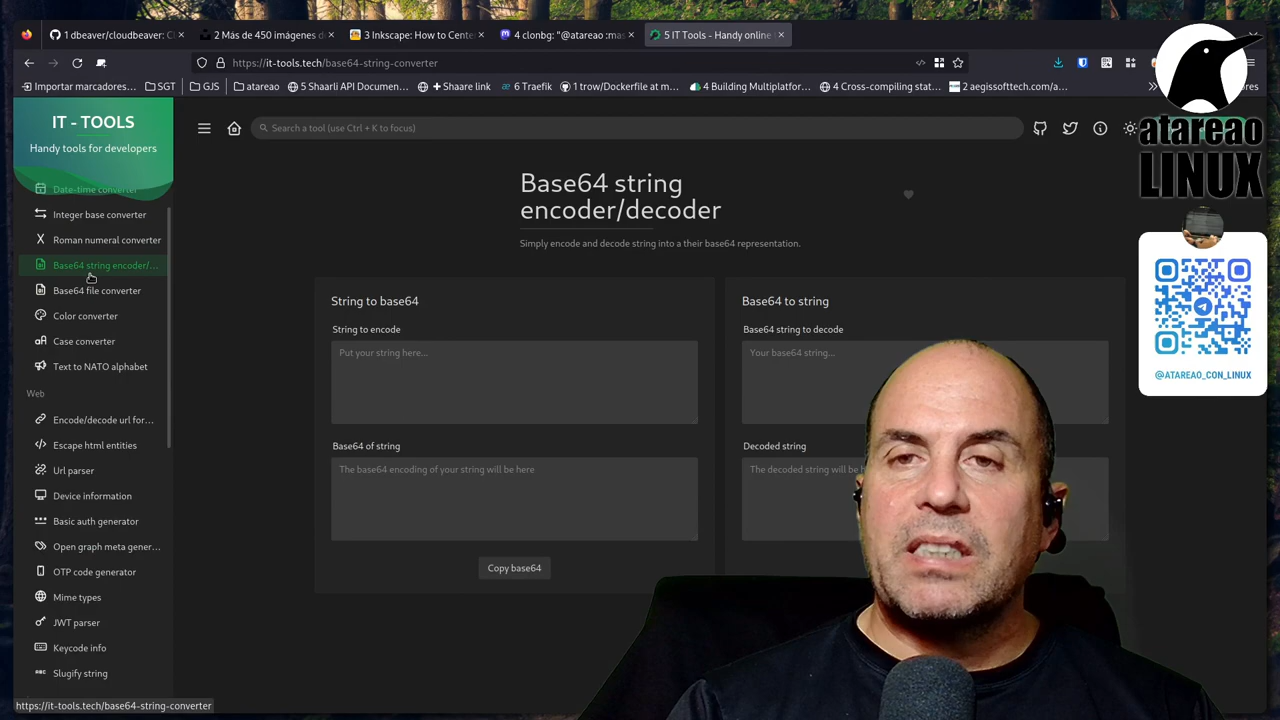 1 dbeaver/cloudbeaver: Cl
2 Más de 450 imágenes d
3 Inkscape: How to Cente
4 clonbg: "@atareao :mas
5 IT Tools - Handy online
https://it-tools.tech/base64-string-converter
Importar marcadores...
SGT
GJS
atareao
5 Shaarli API Documen...
Share link
6 Traefik
1 trow/Dockerfile at m...
4 Building Multiplatfor...
4 Cross-compiling stat...
2 aegissofttech.com/a...
ores
IT - TOOLS
Handy tools for developers
Search a tool (use Ctrl + K to focus)
atareao
LINUX
Date-time converter
Integer base converter
Roman numeral converter
Base64 string encoder/...
Base64 file converter
Color converter
Case converter
Text to NATO alphabet
Web
Encode/decode url for...
Escape html entities
Url parser
Device information
Basic auth generator
Open graph meta gener...
OTP code generator
Mime types
JWT parser
Keycode info
Slugify string
https://it-tools.tech/base64-string-converter
Base64 string
encoder/decoder
Simply encode and decode string into a their base64 representation.
String to base64
String to encode
Put your string here...
Base64 of string
The base64 encoding of your string will be here
Copy base64
Base64 to string
Base64 string to decode
Your base64 string...
Decoded string
The decoded string will be
@ATAREAO_CON_LINUX